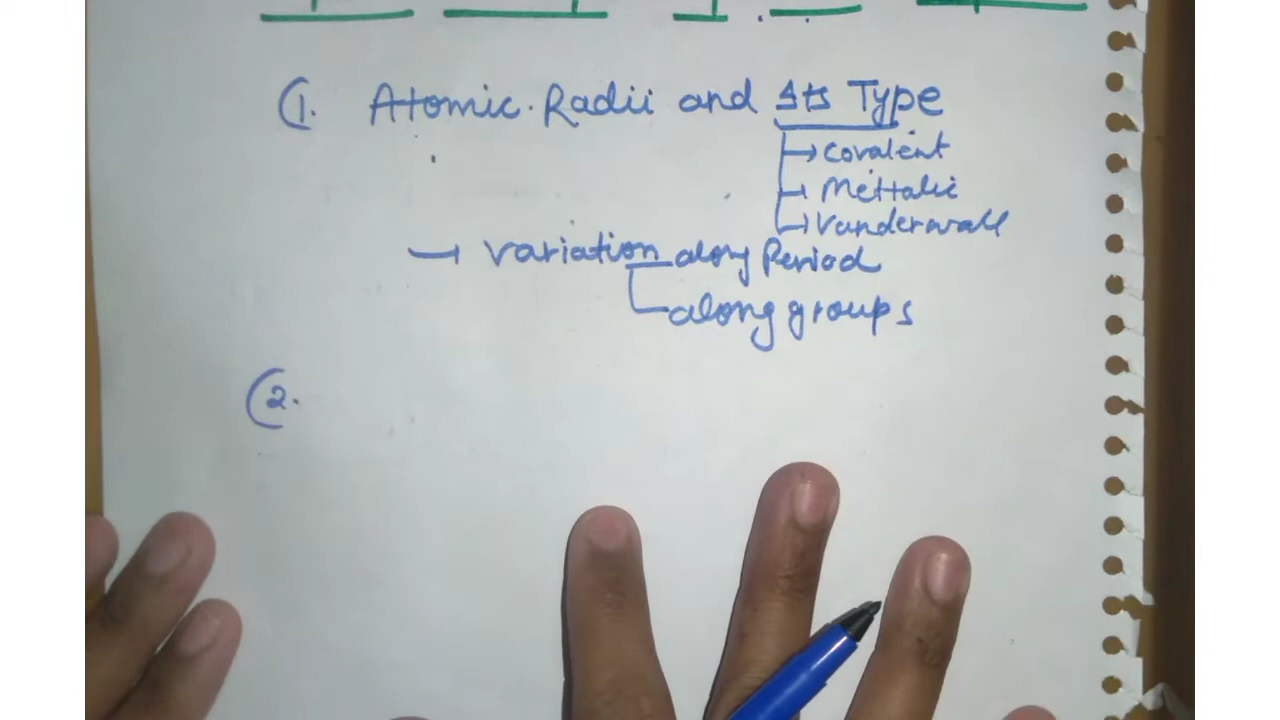 (1. Atomic Radii and Its Type
→ Covalent
→ Mettalic
→ Vanderwall
→ Variation along Period
along groups
(2.